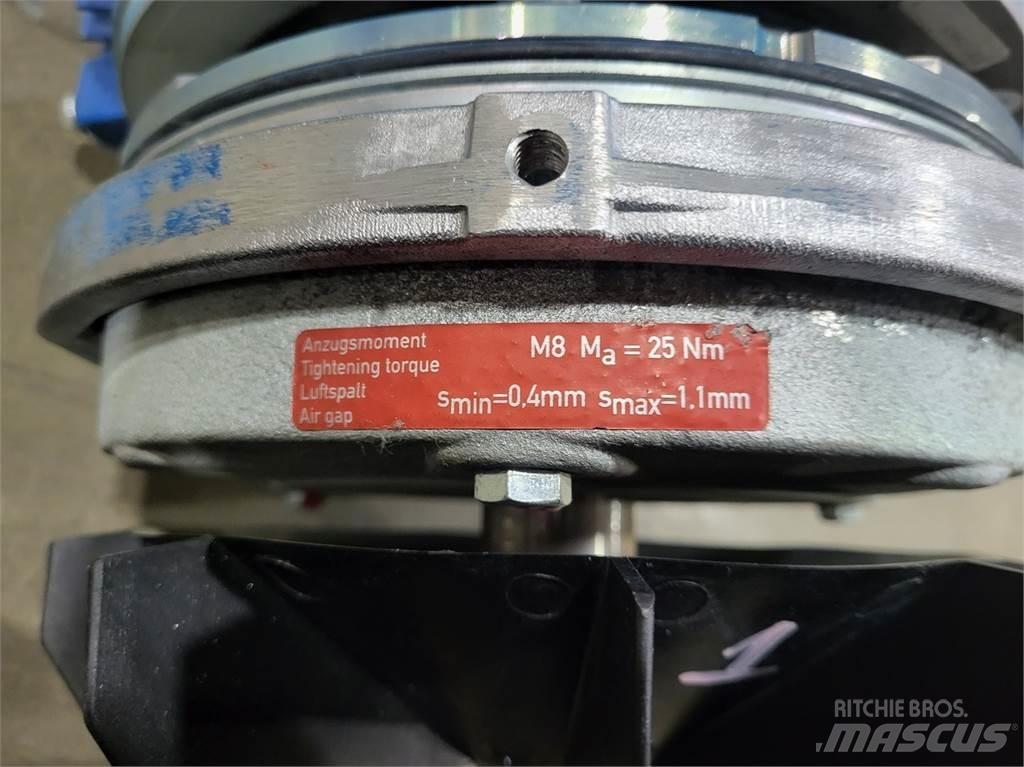 Anzugsmoment M8 Ma = 25 Nm
Tightening torque
Luftspalt smin=0,4mm smax=1,1mm
Air gap
1
RITCHIE BROS.
MASCUS